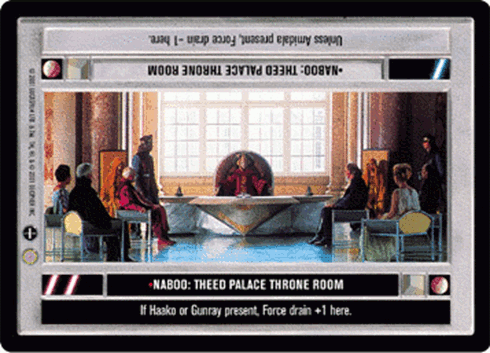 Unless Amidala present, Force drain -1 here.
•NABOO: THEED PALACE THRONE ROOM
•NABOO: THEED PALACE THRONE ROOM
If Haako or Gunray present, Force drain +1 here.